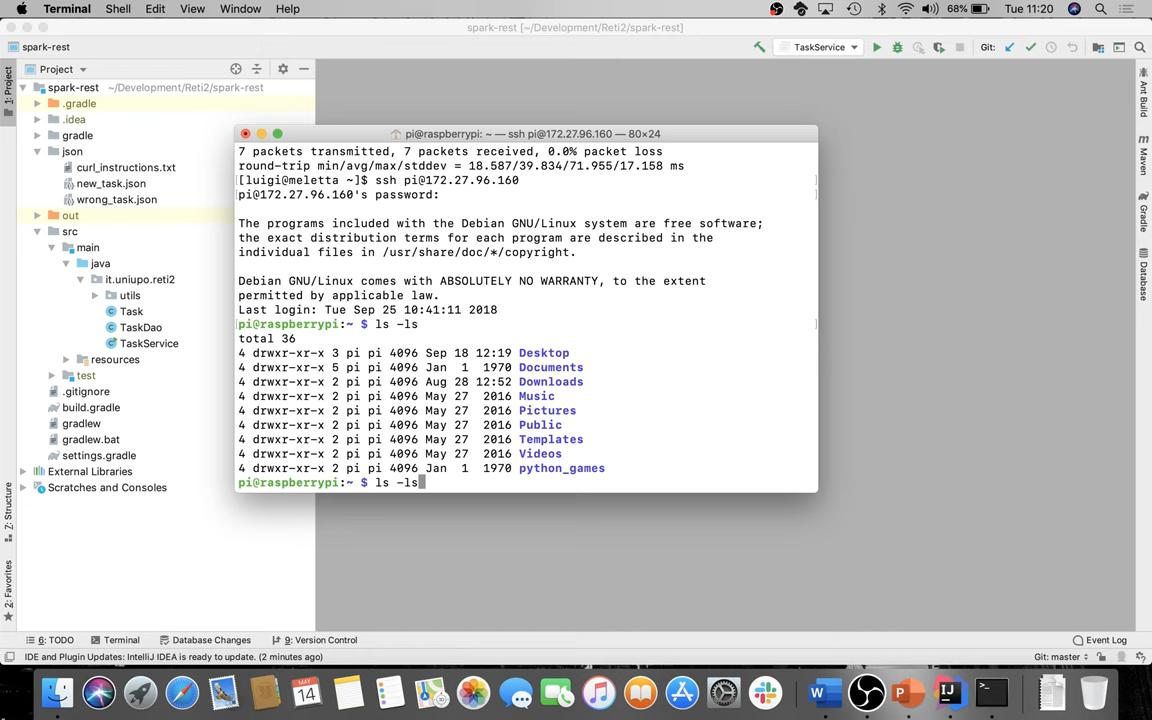 Terminal Shell Edit View Window Help 68% Tue 11:20
spark-rest [~/Development/Reti2/spark-rest]
spark-rest TaskService Git:
1: Project
Project
spark-rest ~/Development/Reti2/spark-rest
.gradle
.idea
gradle
json
curl_instructions.txt
new_task.json
wrong_task.json
out
src
main
java
it.uniupo.reti2
utils
Task
TaskDao
TaskService
resources
test
.gitignore
build.gradle
gradlew
gradlew.bat
settings.gradle
External Libraries
Scratches and Consoles
7: Structure
2: Favorites
pi@raspberrypi: ~ — ssh pi@172.27.96.160 — 80×24
7 packets transmitted, 7 packets received, 0.0% packet loss
round-trip min/avg/max/stddev = 18.587/39.834/71.955/17.158 ms
[luigi@meletta ~]$ ssh pi@172.27.96.160
pi@172.27.96.160's password:
The programs included with the Debian GNU/Linux system are free software;
the exact distribution terms for each program are described in the
individual files in /usr/share/doc/*/copyright.
Debian GNU/Linux comes with ABSOLUTELY NO WARRANTY, to the extent
permitted by applicable law.
Last login: Tue Sep 25 10:41:11 2018
pi@raspberrypi:~ $ ls -ls
total 36
4 drwxr-xr-x 3 pi pi 4096 Sep 18 12:19 Desktop
4 drwxr-xr-x 5 pi pi 4096 Jan 1 1970 Documents
4 drwxr-xr-x 2 pi pi 4096 Aug 28 12:52 Downloads
4 drwxr-xr-x 2 pi pi 4096 May 27 2016 Music
4 drwxr-xr-x 2 pi pi 4096 May 27 2016 Pictures
4 drwxr-xr-x 2 pi pi 4096 May 27 2016 Public
4 drwxr-xr-x 2 pi pi 4096 May 27 2016 Templates
4 drwxr-xr-x 2 pi pi 4096 May 27 2016 Videos
4 drwxr-xr-x 2 pi pi 4096 Jan 1 1970 python_games
pi@raspberrypi:~ $ ls -ls
Ant Build
Maven
Gradle
Database
6: TODO Terminal Database Changes 9: Version Control Event Log
IDE and Plugin Updates: IntelliJ IDEA is ready to update. (2 minutes ago) Git: master
MAY
14
W
P
IJ
>_